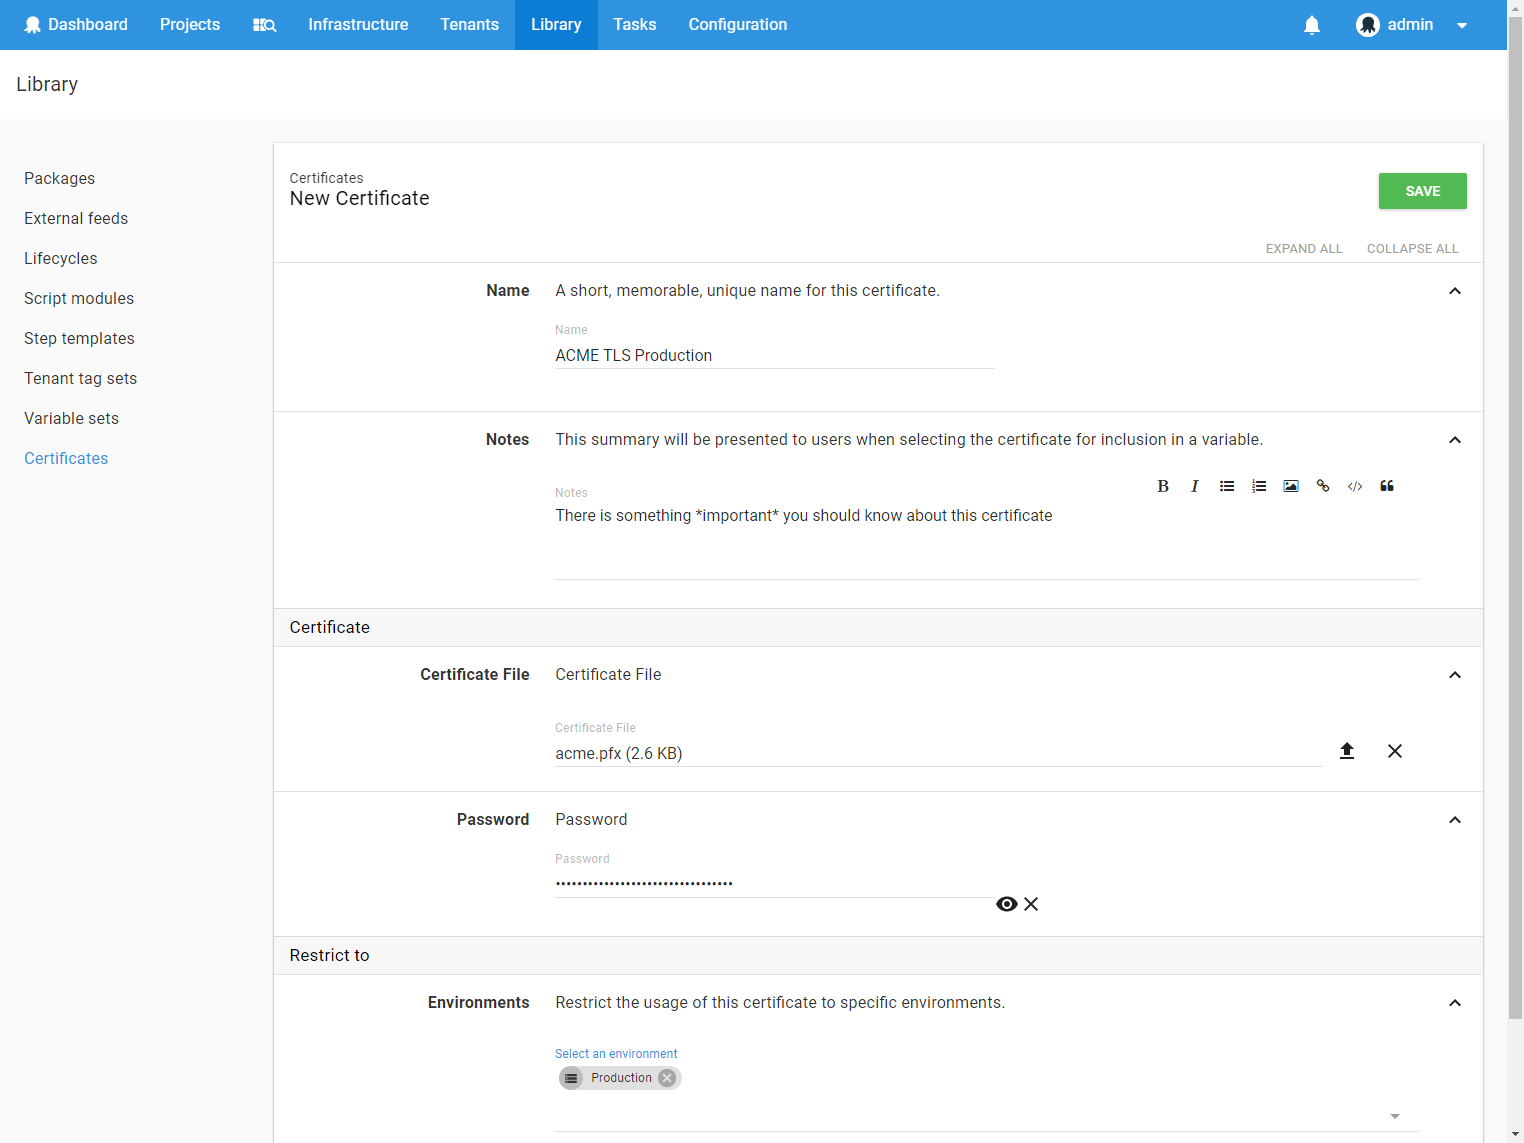 Dashboard Projects Infrastructure Tenants Library Tasks Configuration admin
Library
Packages
External feeds
Lifecycles
Script modules
Step templates
Tenant tag sets
Variable sets
Certificates
Certificates
New Certificate
SAVE
EXPAND ALL COLLAPSE ALL
Name A short, memorable, unique name for this certificate.
Name
ACME TLS Production
Notes This summary will be presented to users when selecting the certificate for inclusion in a variable.
Notes
There is something *important* you should know about this certificate
Certificate
Certificate File Certificate File
Certificate File
acme.pfx (2.6 KB)
Password Password
Password
Restrict to
Environments Restrict the usage of this certificate to specific environments.
Select an environment
Production